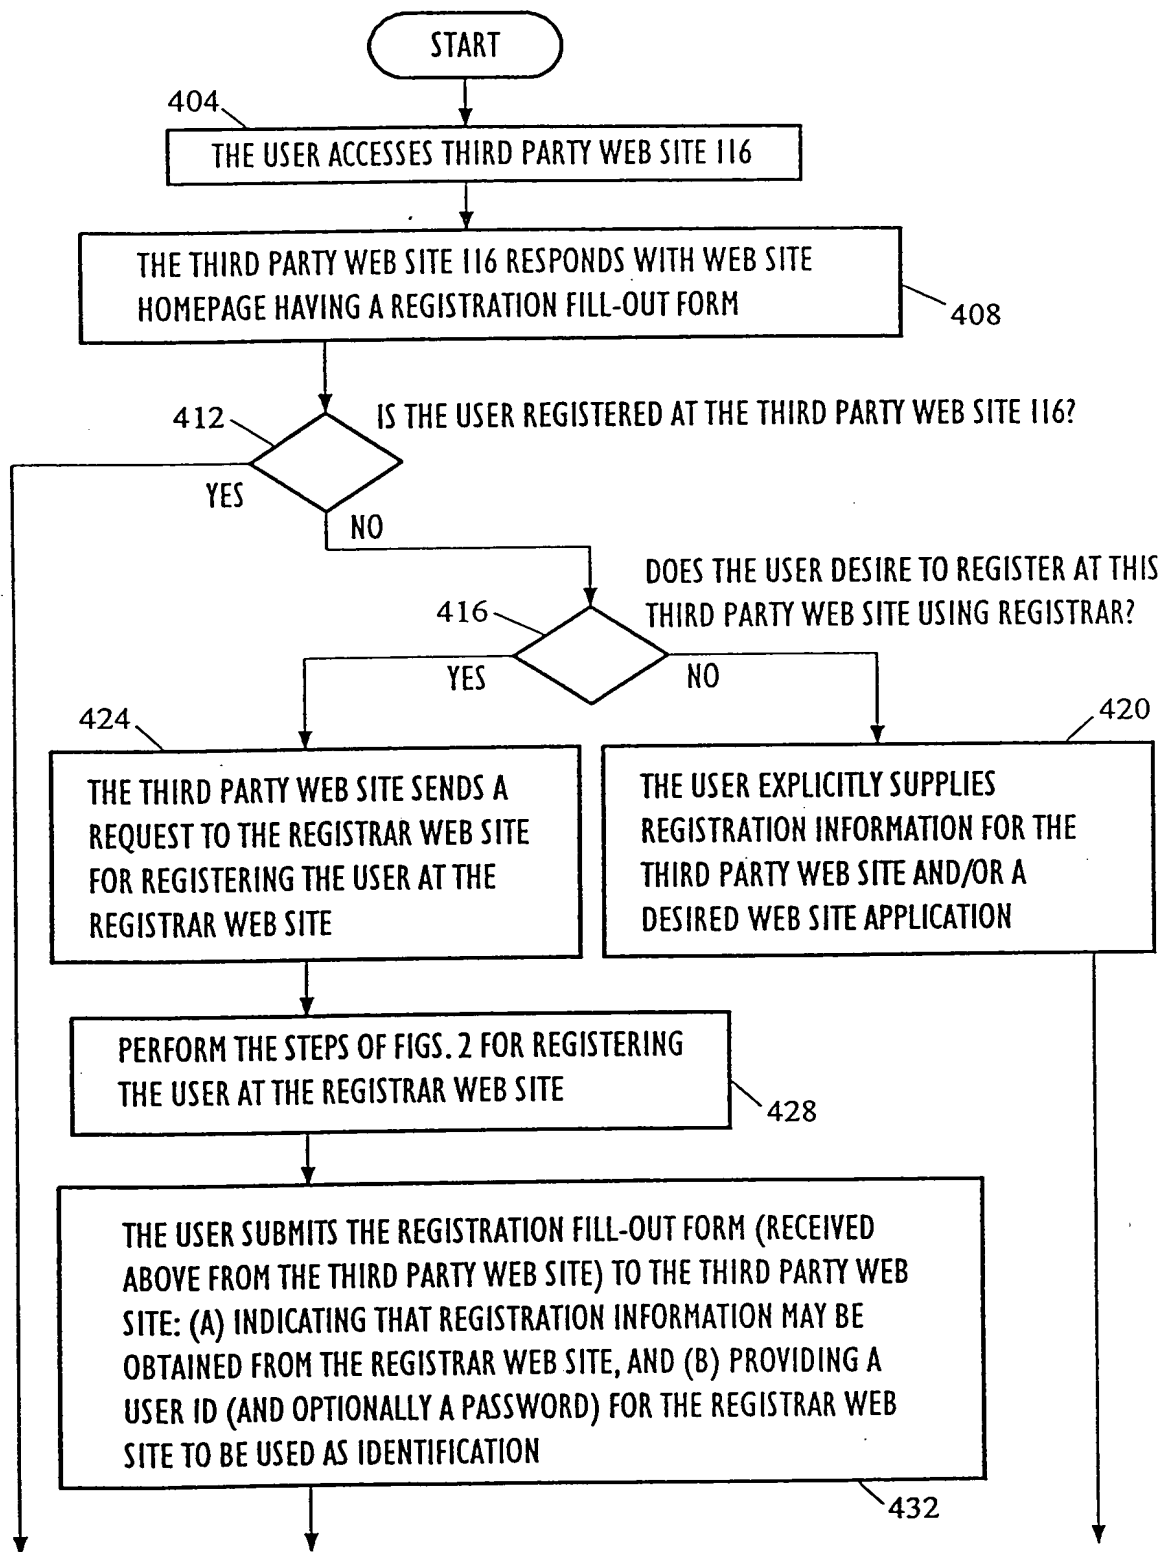 START
404
THE USER ACCESSES THIRD PARTY WEB SITE 116
THE THIRD PARTY WEB SITE 116 RESPONDS WITH WEB SITE
HOMEPAGE HAVING A REGISTRATION FILL-OUT FORM
408
412
IS THE USER REGISTERED AT THE THIRD PARTY WEB SITE 116?
YES
NO
DOES THE USER DESIRE TO REGISTER AT THIS
THIRD PARTY WEB SITE USING REGISTRAR?
416
YES
NO
424
420
THE THIRD PARTY WEB SITE SENDS A
REQUEST TO THE REGISTRAR WEB SITE
FOR REGISTERING THE USER AT THE
REGISTRAR WEB SITE
THE USER EXPLICITLY SUPPLIES
REGISTRATION INFORMATION FOR THE
THIRD PARTY WEB SITE AND/OR A
DESIRED WEB SITE APPLICATION
PERFORM THE STEPS OF FIGS. 2 FOR REGISTERING
THE USER AT THE REGISTRAR WEB SITE
428
THE USER SUBMITS THE REGISTRATION FILL-OUT FORM (RECEIVED
ABOVE FROM THE THIRD PARTY WEB SITE) TO THE THIRD PARTY WEB
SITE: (A) INDICATING THAT REGISTRATION INFORMATION MAY BE
OBTAINED FROM THE REGISTRAR WEB SITE, AND (B) PROVIDING A
USER ID (AND OPTIONALLY A PASSWORD) FOR THE REGISTRAR WEB
SITE TO BE USED AS IDENTIFICATION
432